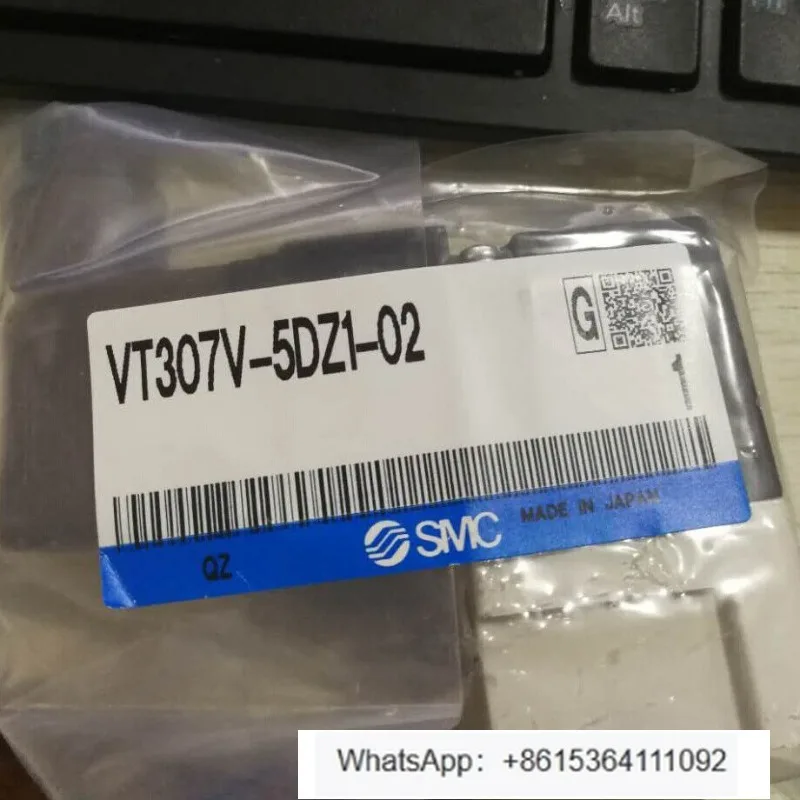 Alt
VT307V-5DZ1-02
G
1
QZ
SMC
MADE IN JAPAN
WhatsApp: +8615364111092